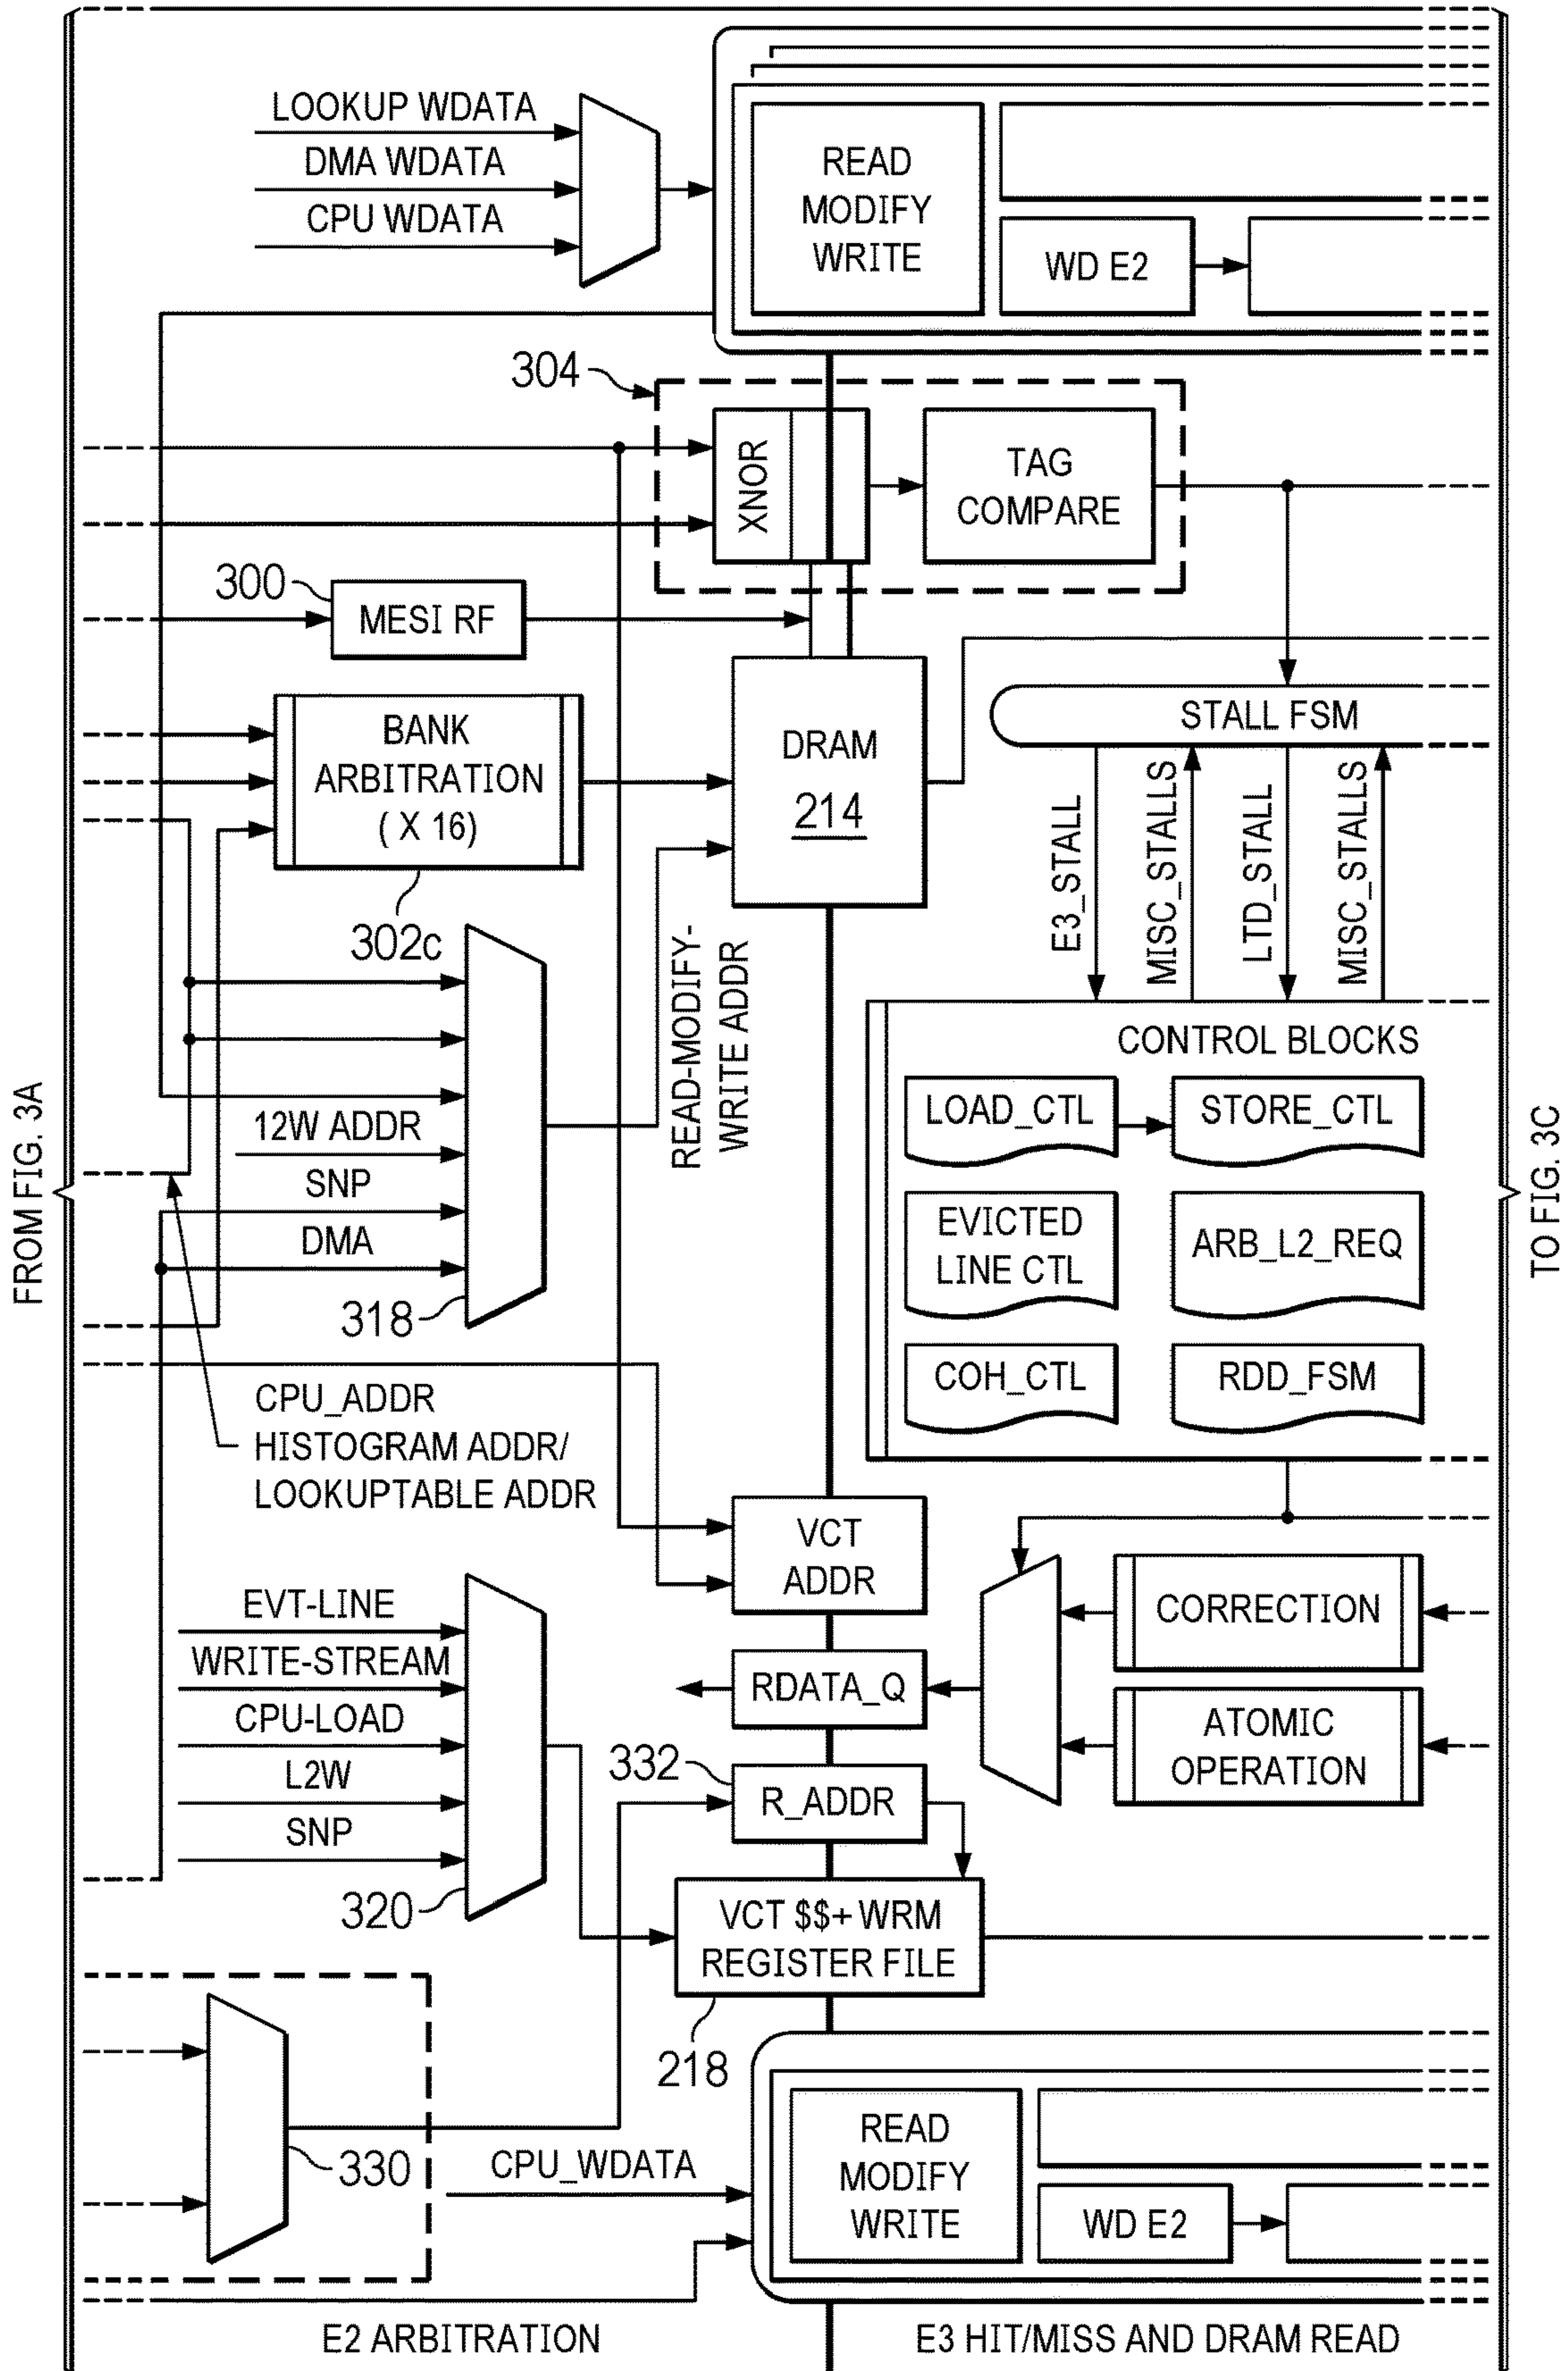 LOOKUP WDATA
DMA WDATA
CPU WDATA
READ
MODIFY
WRITE
WD E2
304
XNOR
TAG
COMPARE
300
MESI RF
BANK
ARBITRATION
( X 16)
302c
DRAM
214
STALL FSM
E3_STALL
MISC_STALLS
LTD_STALL
MISC_STALLS
READ-MODIFY-
WRITE ADDR
CONTROL BLOCKS
LOAD_CTL
STORE_CTL
EVICTED
LINE CTL
ARB_L2_REQ
COH_CTL
RDD_FSM
FROM FIG. 3A
TO FIG. 3C
12W ADDR
SNP
DMA
318
CPU_ADDR
HISTOGRAM ADDR/
LOOKUPTABLE ADDR
VCT
ADDR
CORRECTION
EVT-LINE
WRITE-STREAM
CPU-LOAD
L2W
SNP
320
RDATA_Q
ATOMIC
OPERATION
332
R_ADDR
VCT $$+ WRM
REGISTER FILE
218
330
CPU_WDATA
READ
MODIFY
WRITE
WD E2
E2 ARBITRATION
E3 HIT/MISS AND DRAM READ